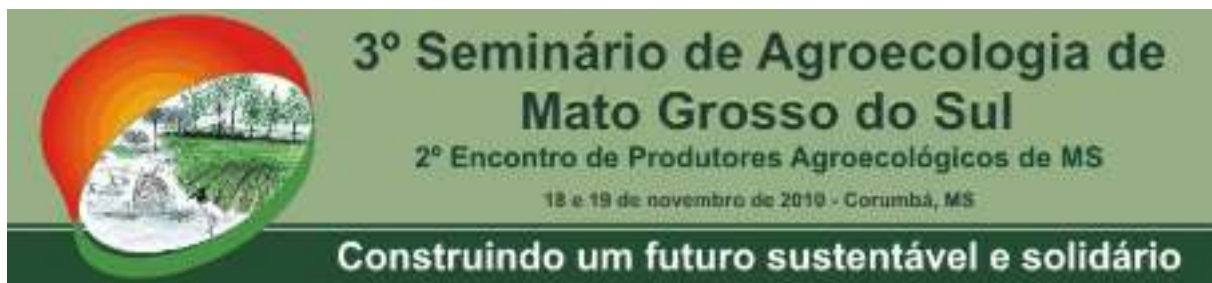 3º Seminário de Agroecologia de
Mato Grosso do Sul
2º Encontro de Produtores Agroecológicos de MS
18 e 19 de novembro de 2010 - Corumbá, MS
Construindo um futuro sustentável e solidário